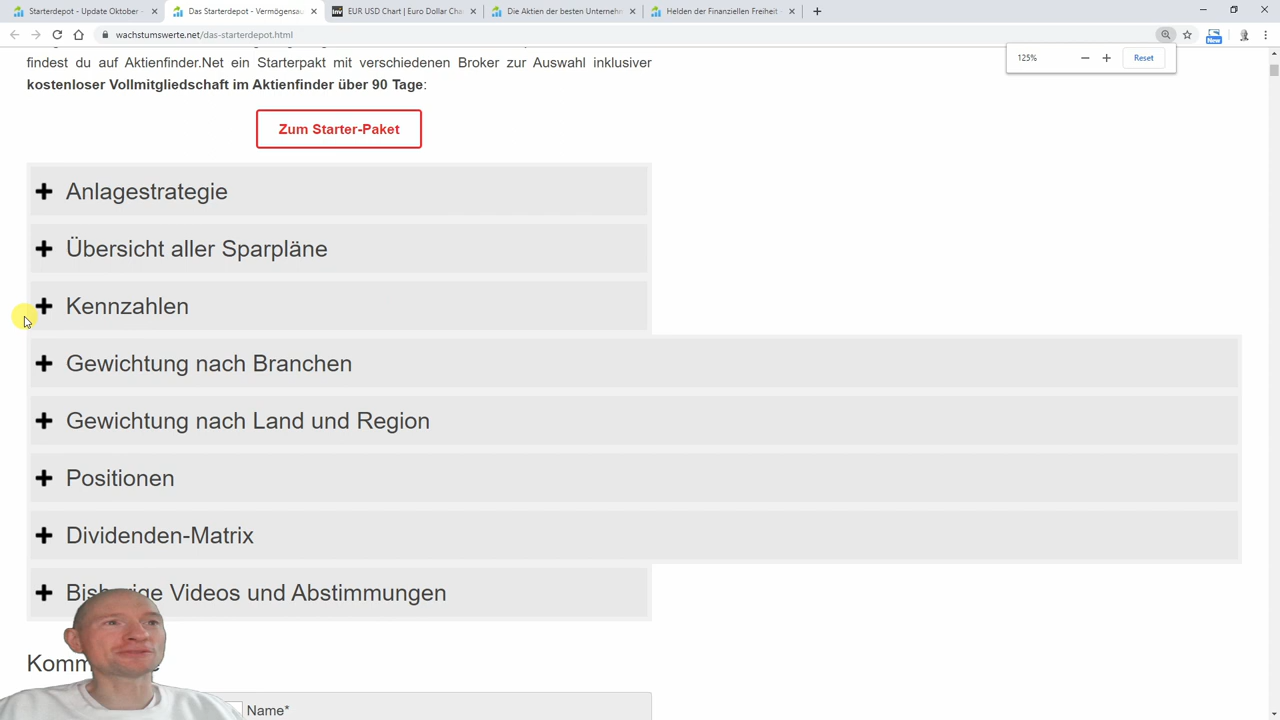 Starterdepot - Update Oktober -
Das Starterdepot - Vermögensau
EUR USD Chart | Euro Dollar Cha
Die Aktien der besten Unternehm
Helden der Finanziellen Freiheit
wachstumswerte.net/das-starterdepot.html
New
125%
Reset
findest du auf Aktienfinder.Net ein Starterpakt mit verschiedenen Broker zur Auswahl inklusiver
kostenloser Vollmitgliedschaft im Aktienfinder über 90 Tage:
Zum Starter-Paket
Anlagestrategie
Übersicht aller Sparpläne
Kennzahlen
Gewichtung nach Branchen
Gewichtung nach Land und Region
Positionen
Dividenden-Matrix
Bisherige Videos und Abstimmungen
Name*